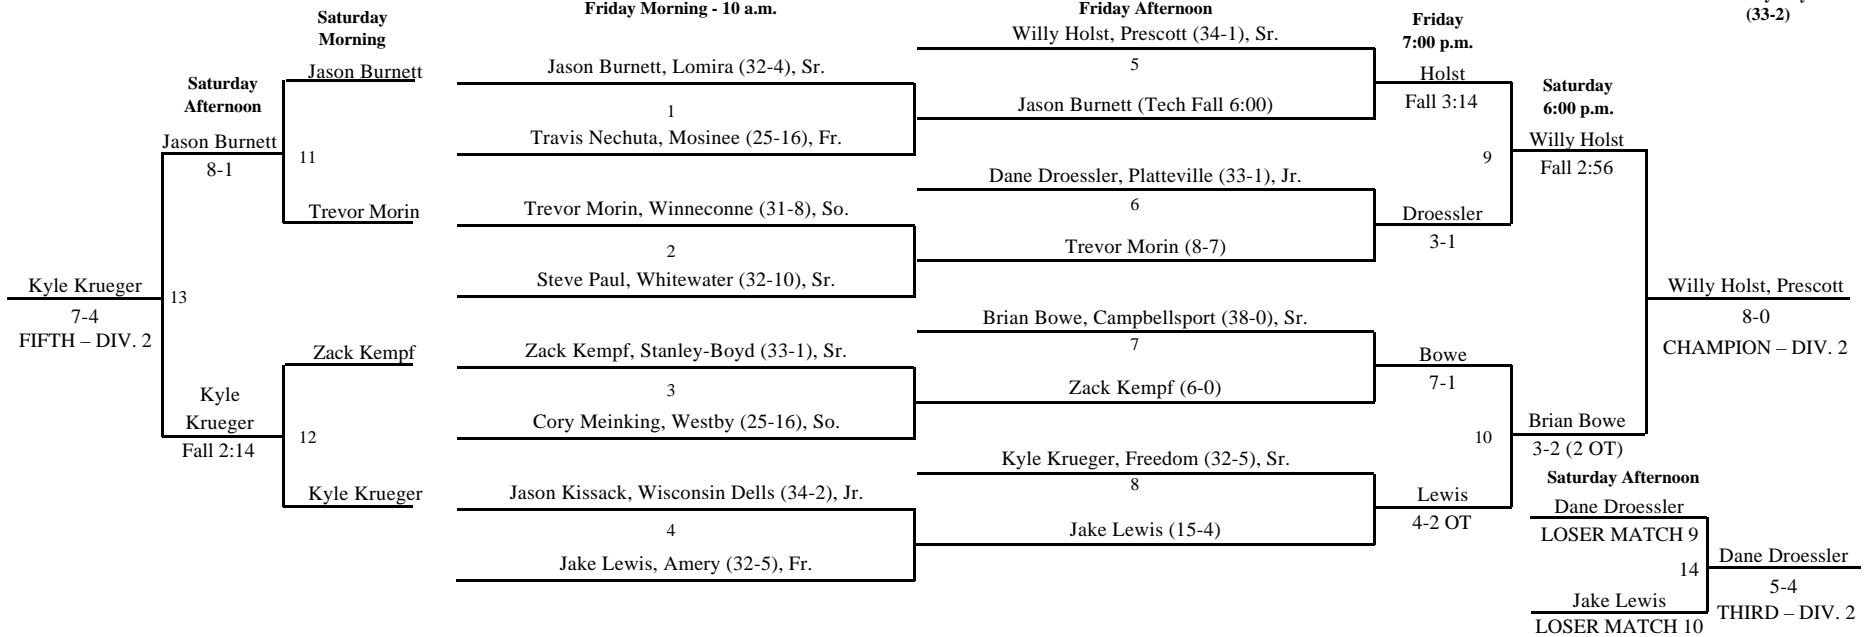 Friday Morning - 10 a.m.
Friday Afternoon
(33-2)
Saturday
Morning
Friday
7:00 p.m.
Willy Holst, Prescott (34-1), Sr.
Jason Burnett
Jason Burnett, Lomira (32-4), Sr.
5
Holst
Saturday
Afternoon
Jason Burnett (Tech Fall 6:00)
Fall 3:14
Saturday
6:00 p.m.
1
Jason Burnett
Travis Nechuta, Mosinee (25-16), Fr.
Willy Holst
8-1
11
9
Fall 2:56
Dane Droessler, Platteville (33-1), Jr.
Trevor Morin
Trevor Morin, Winneconne (31-8), So.
6
Droessler
2
Trevor Morin (8-7)
3-1
Kyle Krueger
13
Steve Paul, Whitewater (32-10), Sr.
Willy Holst, Prescott
7-4
8-0
FIFTH – DIV. 2
Brian Bowe, Campbellsport (38-0), Sr.
CHAMPION – DIV. 2
Zack Kempf
Zack Kempf, Stanley-Boyd (33-1), Sr.
7
Bowe
3
Zack Kempf (6-0)
7-1
Kyle
Krueger
Cory Meinking, Westby (25-16), So.
Brian Bowe
Fall 2:14
12
10
3-2 (2 OT)
Kyle Krueger, Freedom (32-5), Sr.
Saturday Afternoon
Kyle Krueger
Jason Kissack, Wisconsin Dells (34-2), Jr.
8
Lewis
Dane Droessler
4
Jake Lewis (15-4)
4-2 OT
LOSER MATCH 9
Jake Lewis, Amery (32-5), Fr.
14
Dane Droessler
5-4
Jake Lewis
THIRD – DIV. 2
LOSER MATCH 10